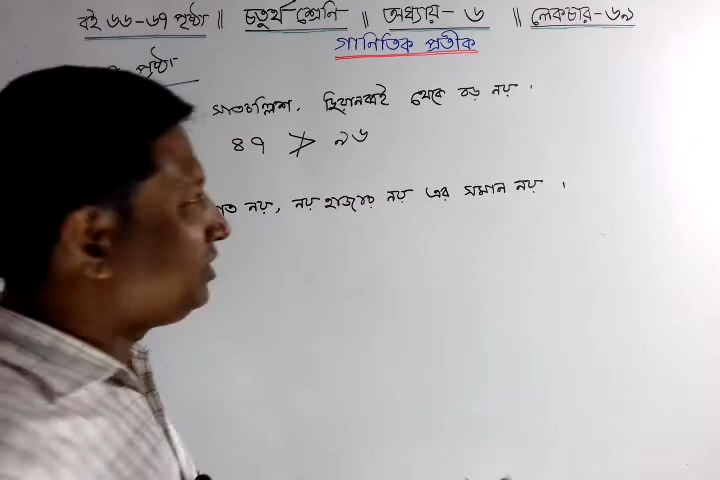 বই ৬৬-৬৭ পৃষ্ঠা || চতুর্থ শ্রেনি || অধ্যায়- ৬ || লেকচার-৬৯
গানিতিক প্রতীক
পৃষ্ঠা
সাতচল্লিশ, ছিয়ানব্বই থেকে বড় নয়।
৪৭ ≯ ৯৬
নয়, নয় হাজার নয় এর সমান নয়।